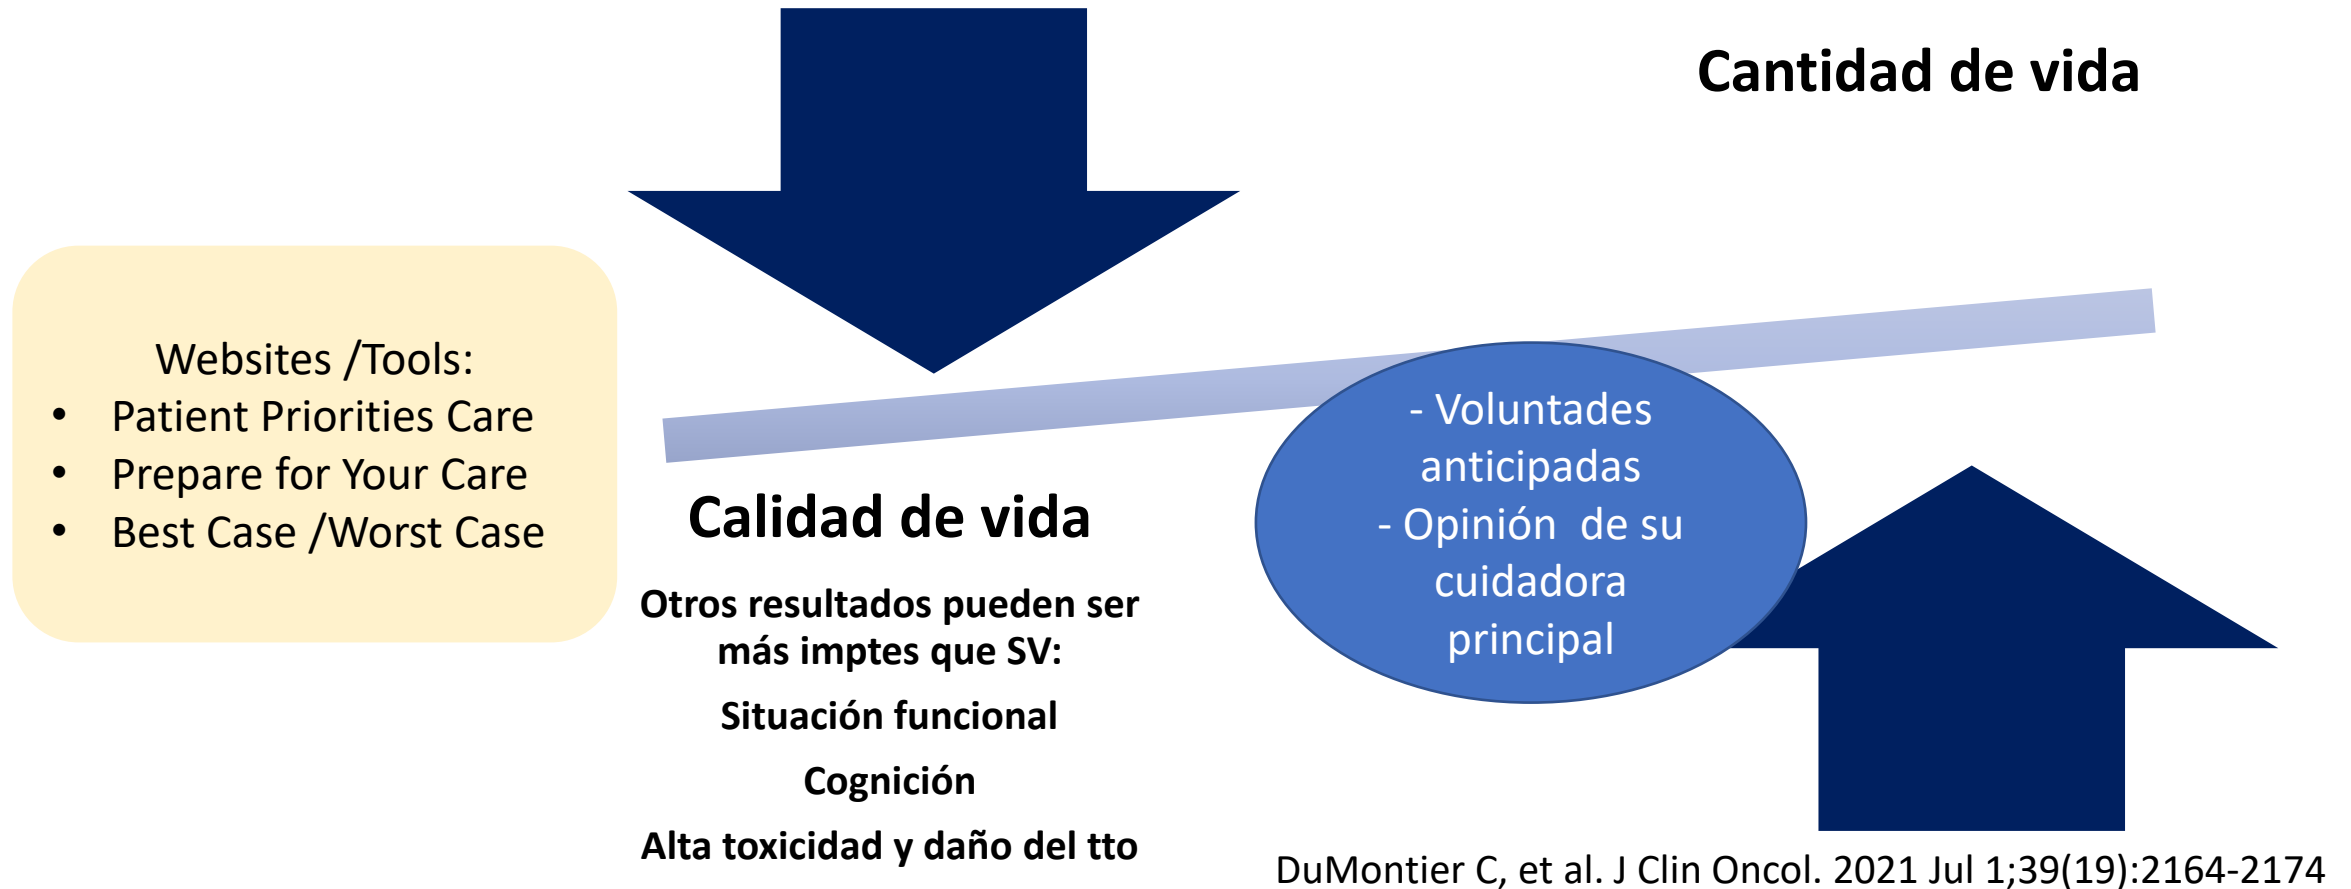 Cantidad de vida
Websites /Tools:
• Patient Priorities Care
• Prepare for Your Care
• Best Case /Worst Case
Calidad de vida
Otros resultados pueden ser
más imptes que SV:
Situación funcional
Cognición
Alta toxicidad y daño del tto
- Voluntades
anticipadas
- Opinión  de su
cuidadora
principal
DuMontier C, et al. J Clin Oncol. 2021 Jul 1;39(19):2164-2174